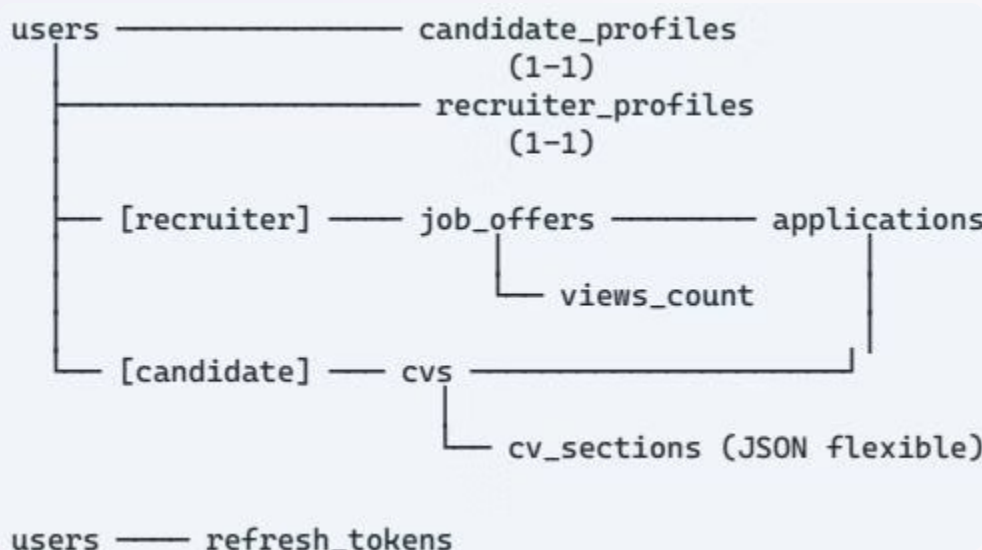 users candidate_profiles
(1-1)
recruiter_profiles
(1-1)
[recruiter] job_offers applications
views_count
[candidate] cvs
cv_sections (JSON flexible)
users refresh_tokens